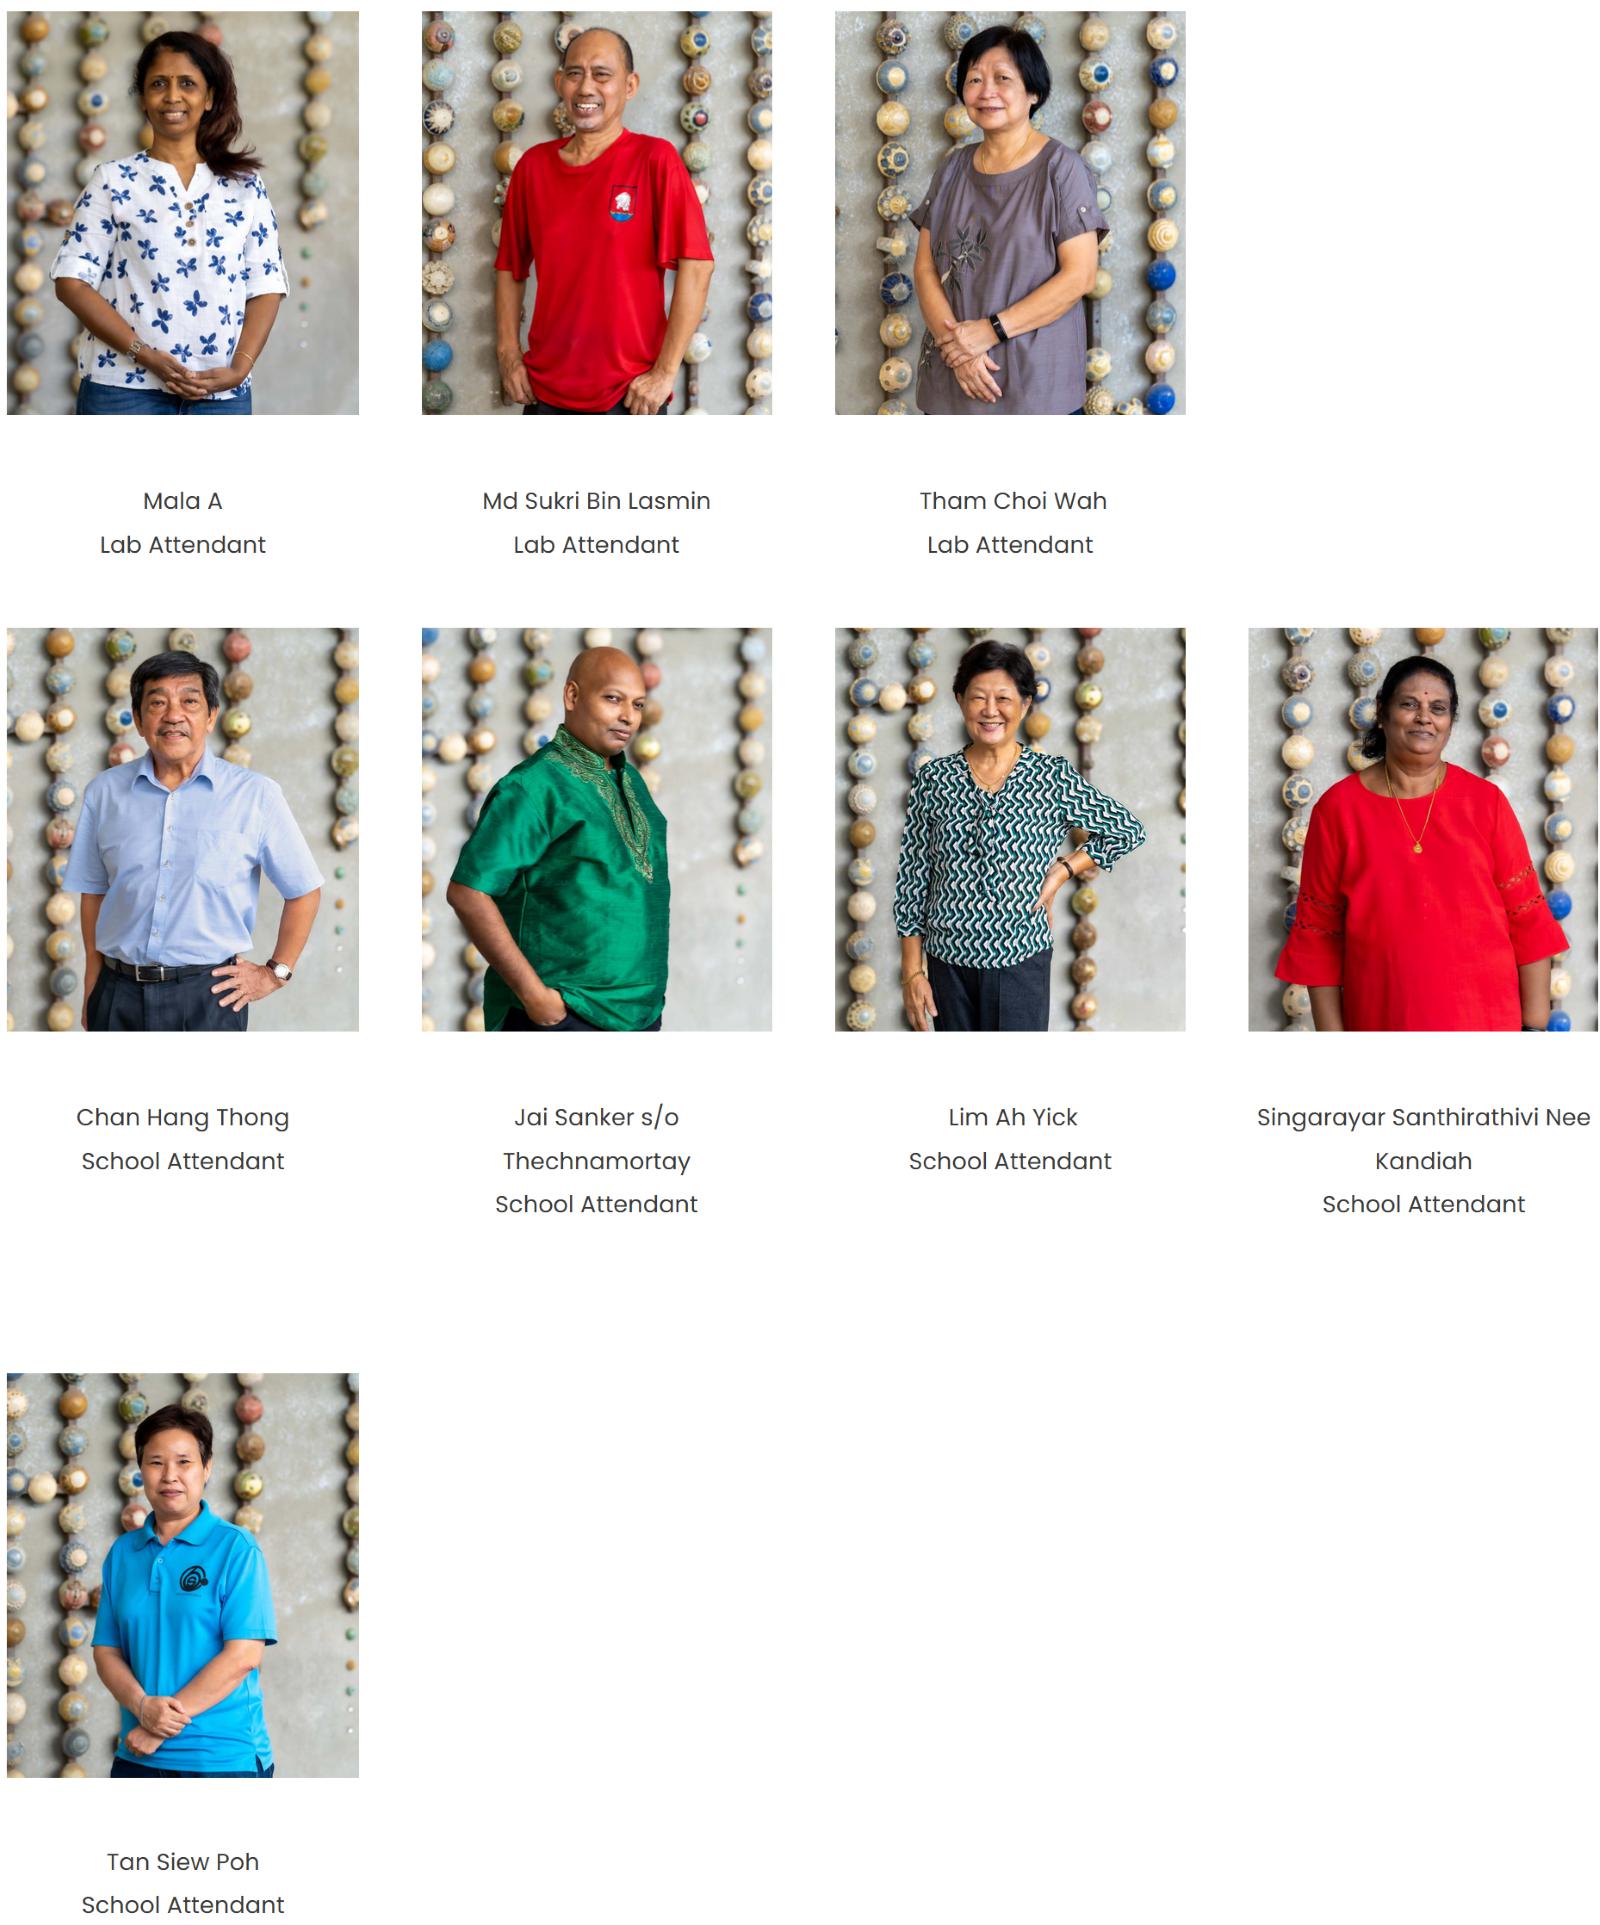 Mala A
Lab Attendant
Md Sukri Bin Lasmin
Lab Attendant
Tham Choi Wah
Lab Attendant
Chan Hang Thong
School Attendant
Jai Sanker s/o
Thechnamortay
School Attendant
Lim Ah Yick
School Attendant
Singarayar Santhirathivi Nee
Kandiah
School Attendant
Tan Siew Poh
School Attendant